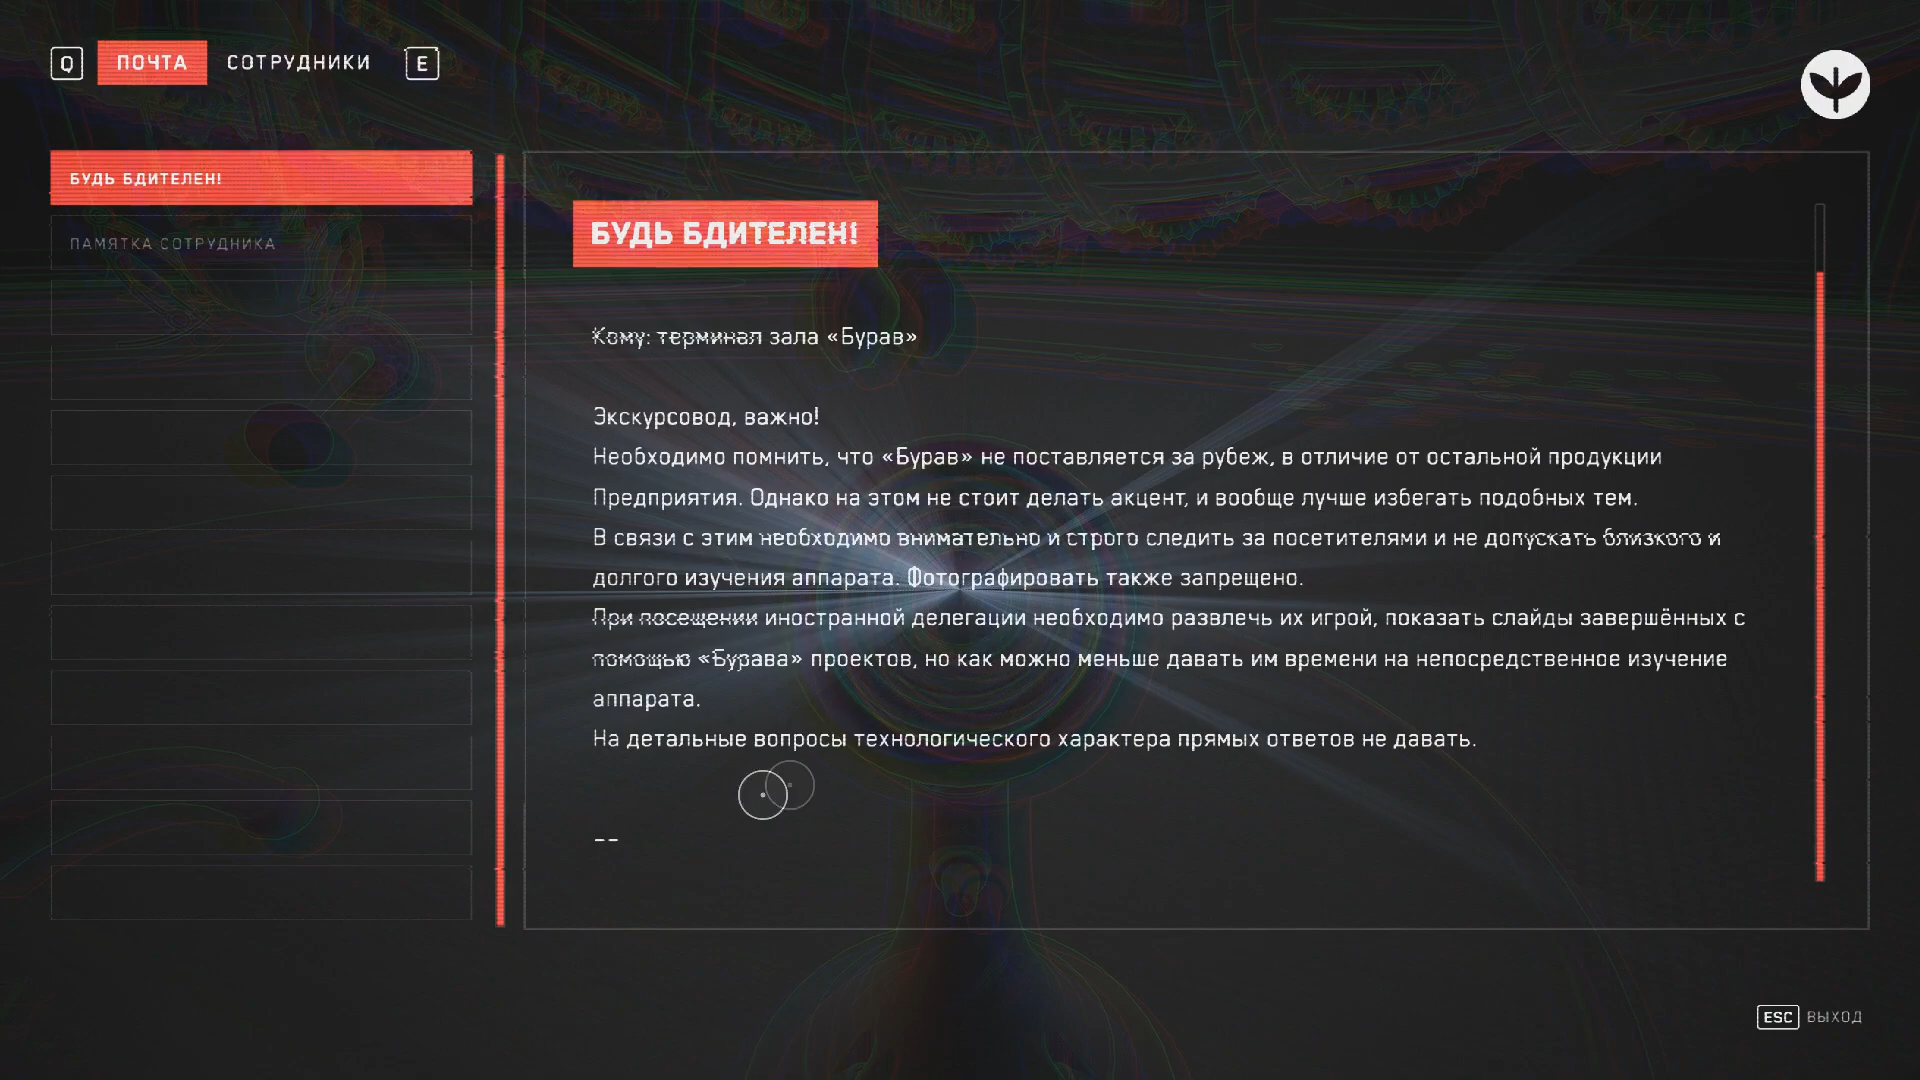 Q ПОЧТА СОТРУДНИКИ E
БУДЬ БДИТЕЛЕН!
ПАМЯТКА СОТРУДНИКА
БУДЬ БДИТЕЛЕН!
Кому: терминал зала «Бурав»
Экскурсовод, важно!
Необходимо помнить, что «Бурав» не поставляется за рубеж, в отличие от остальной продукции
Предприятия. Однако на этом не стоит делать акцент, и вообще лучше избегать подобных тем.
В связи с этим необходимо внимательно и строго следить за посетителями и не допускать близкого и
долгого изучения аппарата. Фотографировать также запрещено.
При посещении иностранной делегации необходимо развлечь их игрой, показать слайды завершённых с
помощью «Бурава» проектов, но как можно меньше давать им времени на непосредственное изучение
аппарата.
На детальные вопросы технологического характера прямых ответов не давать.
--
ESC ВЫХОД